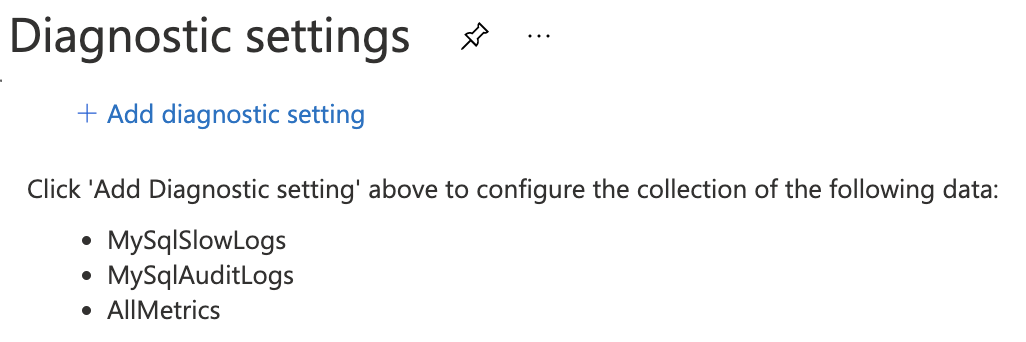 Diagnostic settings
+ Add diagnostic setting
Click 'Add Diagnostic setting' above to configure the collection of the following data:
• MySqlSlowLogs
• MySqlAuditLogs
• AllMetrics